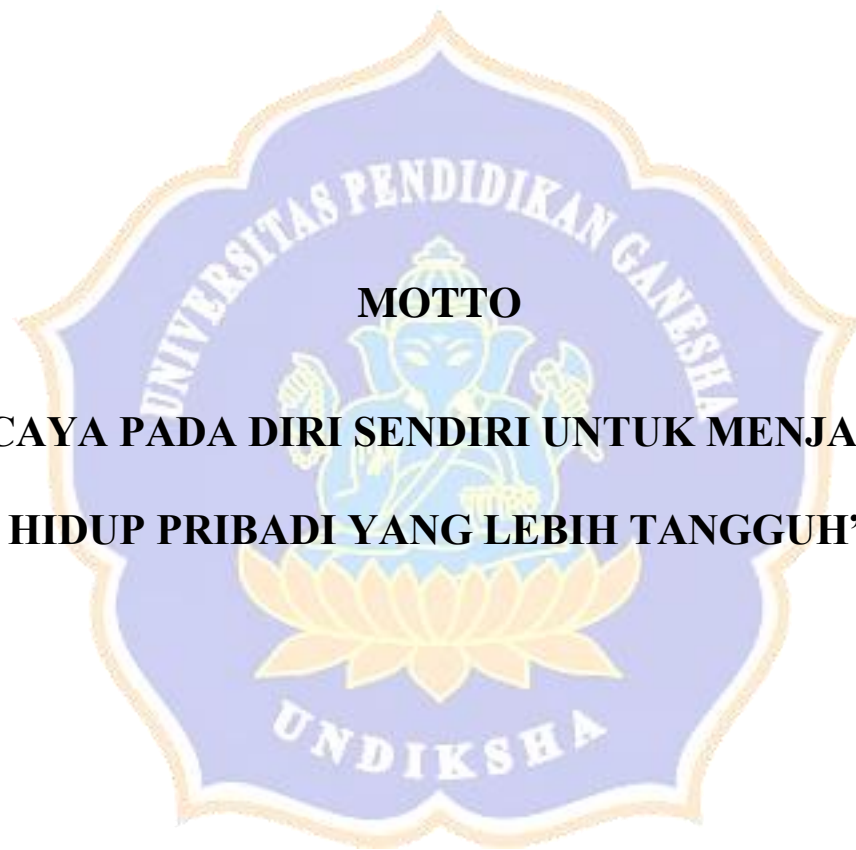 UNIVERSITAS PENDIDIKAN GANESHA
MOTTO
CAYA PADA DIRI SENDIRI UNTUK MENJA
HIDUP PRIBADI YANG LEBIH TANGGUH”
UNDIKSHA